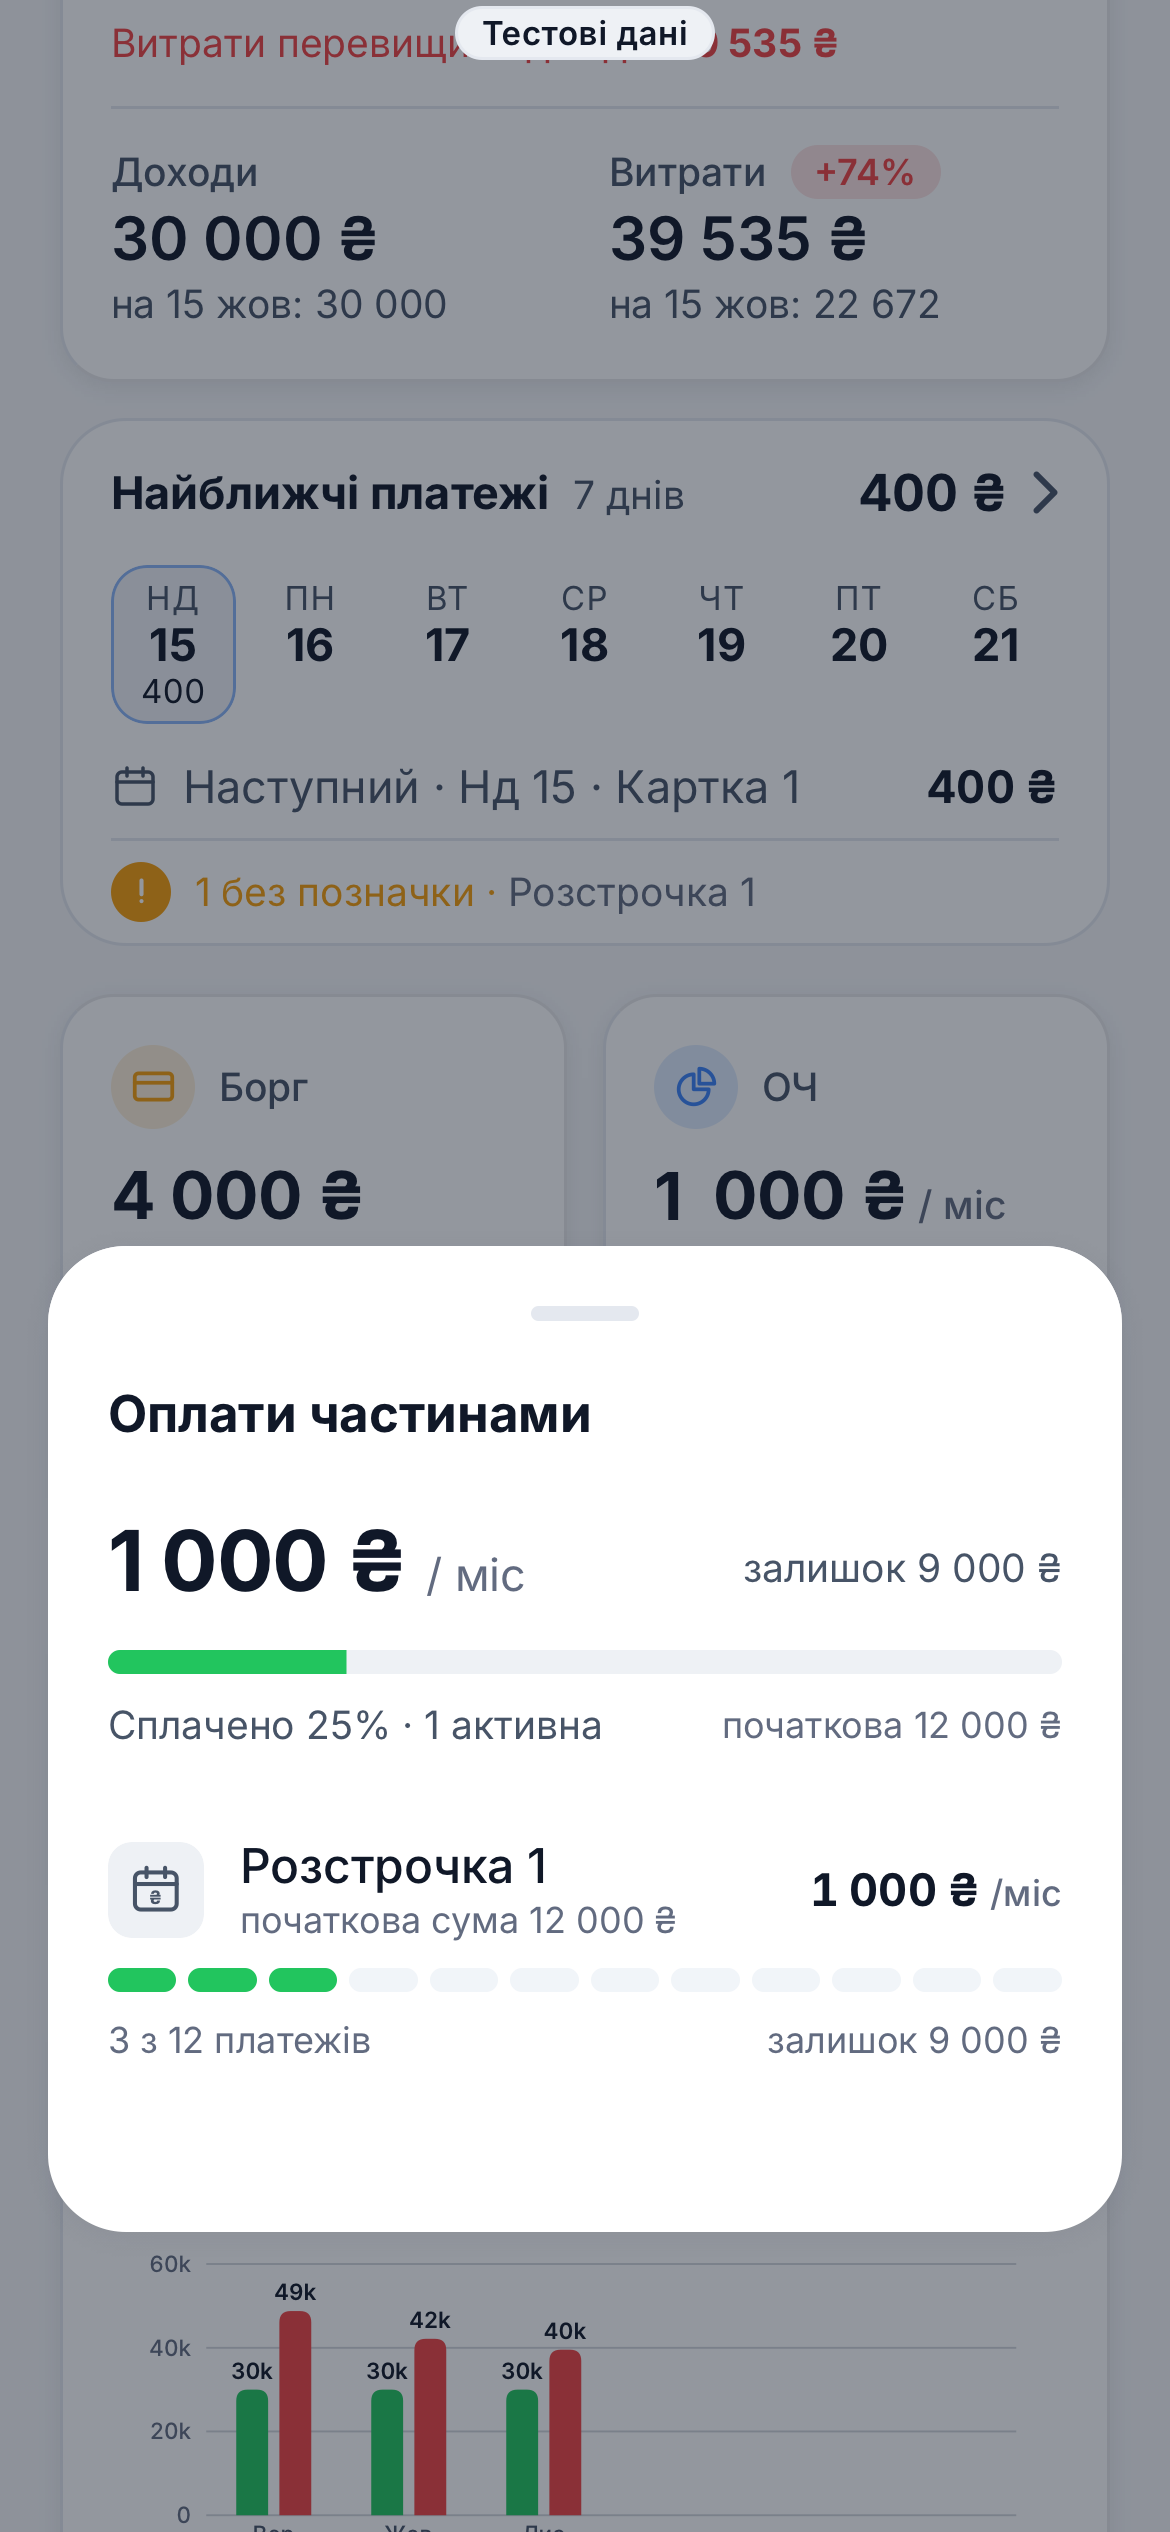 Тестові дані
Витрати перевищи 535 ₴
Доходи
Витрати +74%
30 000 ₴
39 535 ₴
на 15 жов: 30 000
на 15 жов: 22 672
Найближчі платежі 7 днів 400 ₴
НД ПН ВТ СР ЧТ ПТ СБ
15 16 17 18 19 20 21
400
Наступний · Нд 15 · Картка 1 400 ₴
! 1 без позначки · Розстрочка 1
Борг
ОЧ
4 000 ₴
1 000 ₴ / міс
Оплати частинами
1 000 ₴ / міс залишок 9 000 ₴
Сплачено 25% · 1 активна початкова 12 000 ₴
Розстрочка 1
початкова сума 12 000 ₴
1 000 ₴ /міс
3 з 12 платежів залишок 9 000 ₴
60k
49k
42k
40k
40k
30k 30k 30k
20k
0